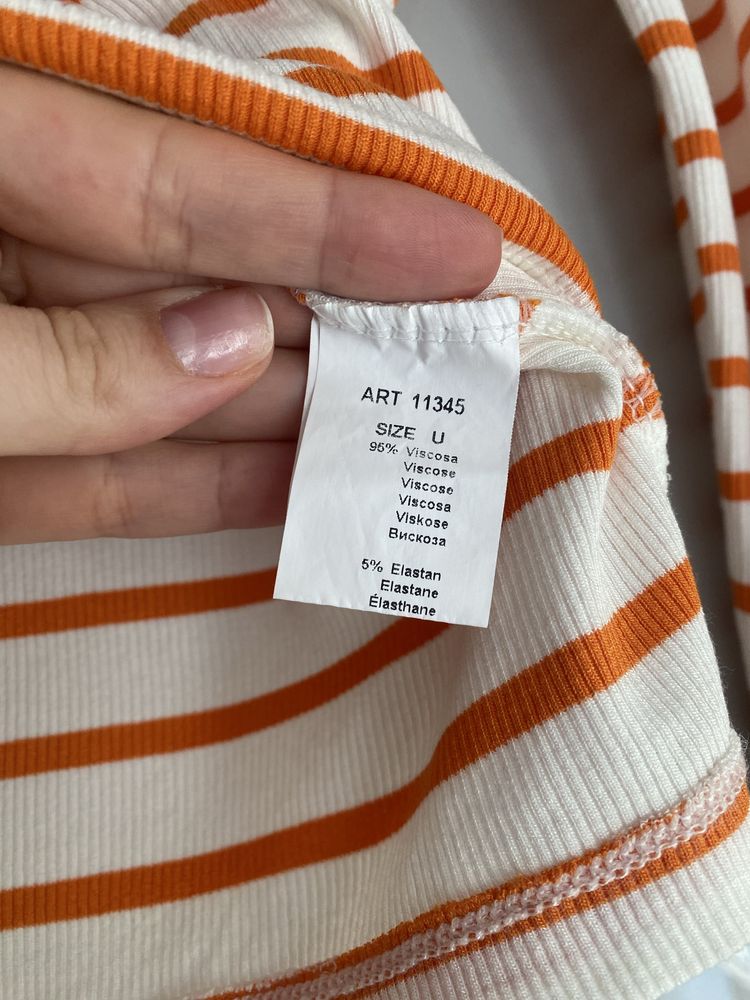 ART 11345
SIZE U
95% Viscosa
Viscose
Viscose
Viscosa
Viskose
Вискоза
5% Elastan
Elastane
Élasthane